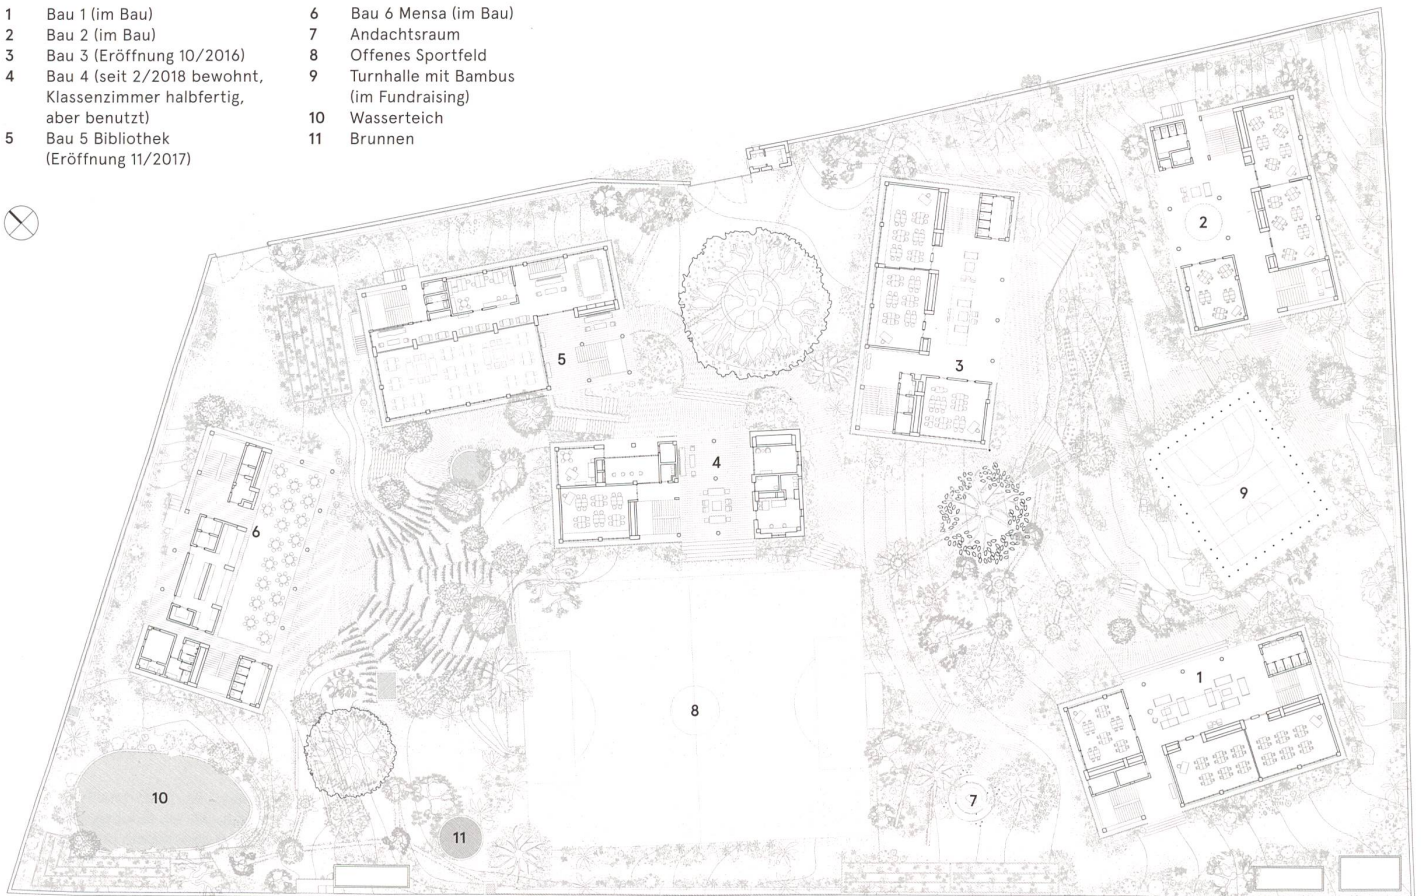 1 Bau 1 (im Bau)
2 Bau 2 (im Bau)
3 Bau 3 (Eröffnung 10/2016)
4 Bau 4 (seit 2/2018 bewohnt,
Klassenzimmer halbfertig,
aber benutzt)
5 Bau 5 Bibliothek
(Eröffnung 11/2017)
6 Bau 6 Mensa (im Bau)
7 Andachtsraum
8 Offenes Sportfeld
9 Turnhalle mit Bambus
(im Fundraising)
10 Wasserteich
11 Brunnen
2
3
5
4
9
6
1
8
7
10
11